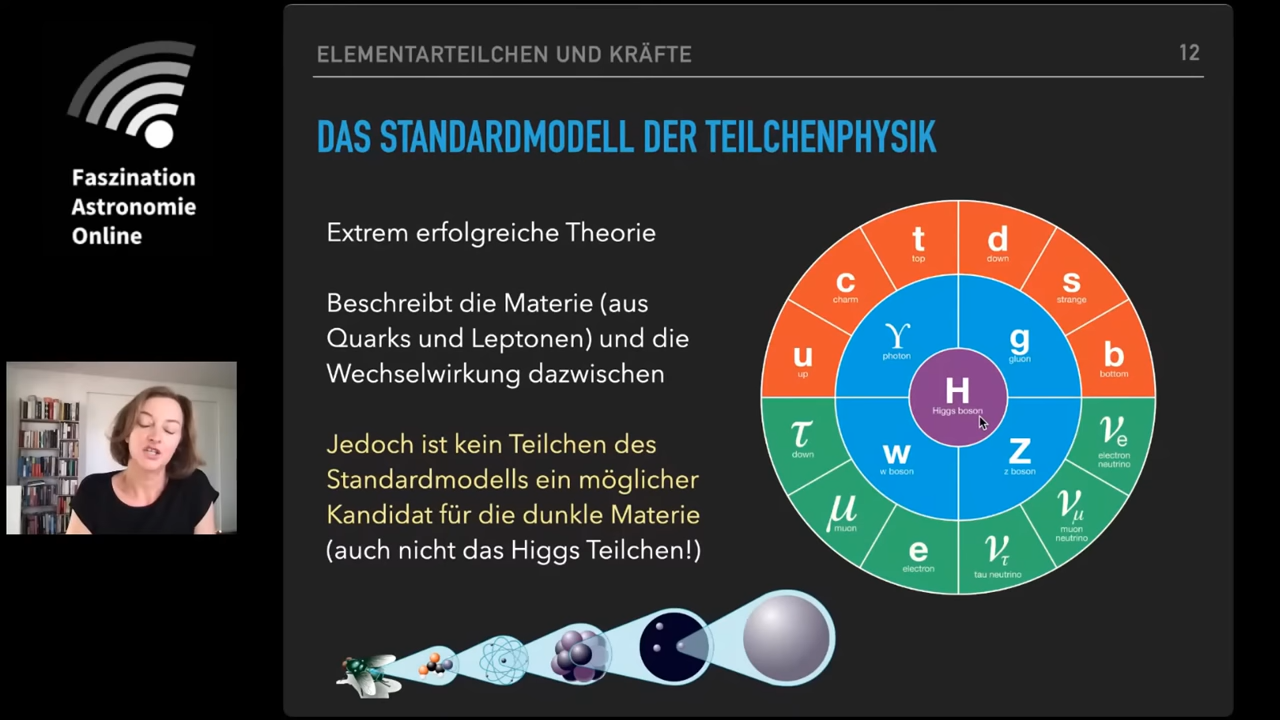 Faszination
Astronomie
Online
ELEMENTARTEILCHEN UND KRÄFTE
12
DAS STANDARDMODELL DER TEILCHENPHYSIK
Extrem erfolgreiche Theorie
Beschreibt die Materie (aus
Quarks und Leptonen) und die
Wechselwirkung dazwischen
Jedoch ist kein Teilchen des
Standardmodells ein möglicher
Kandidat für die dunkle Materie
(auch nicht das Higgs Teilchen!)
t
top
d
down
c
charm
s
strange
u
up
b
bottom
γ
photon
g
gluon
H
Higgs boson
w
w boson
Z
z boson
τ
down
νe
electron
neutrino
μ
muon
νμ
muon
neutrino
e
electron
ντ
tau neutrino